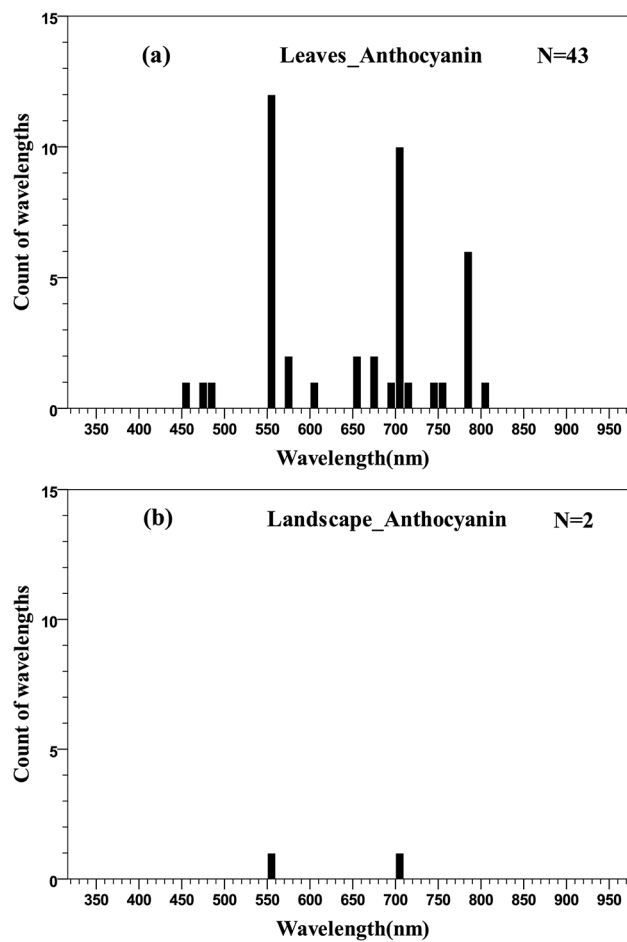 15
(a) Leaves_Anthocyanin N=43
10
5
0
Count of wavelengths
350 400 450 500 550 600 650 700 750 800 850 900 950
Wavelength(nm)
15
(b) Landscape_Anthocyanin N=2
10
5
0
Count of wavelengths
350 400 450 500 550 600 650 700 750 800 850 900 950
Wavelength(nm)